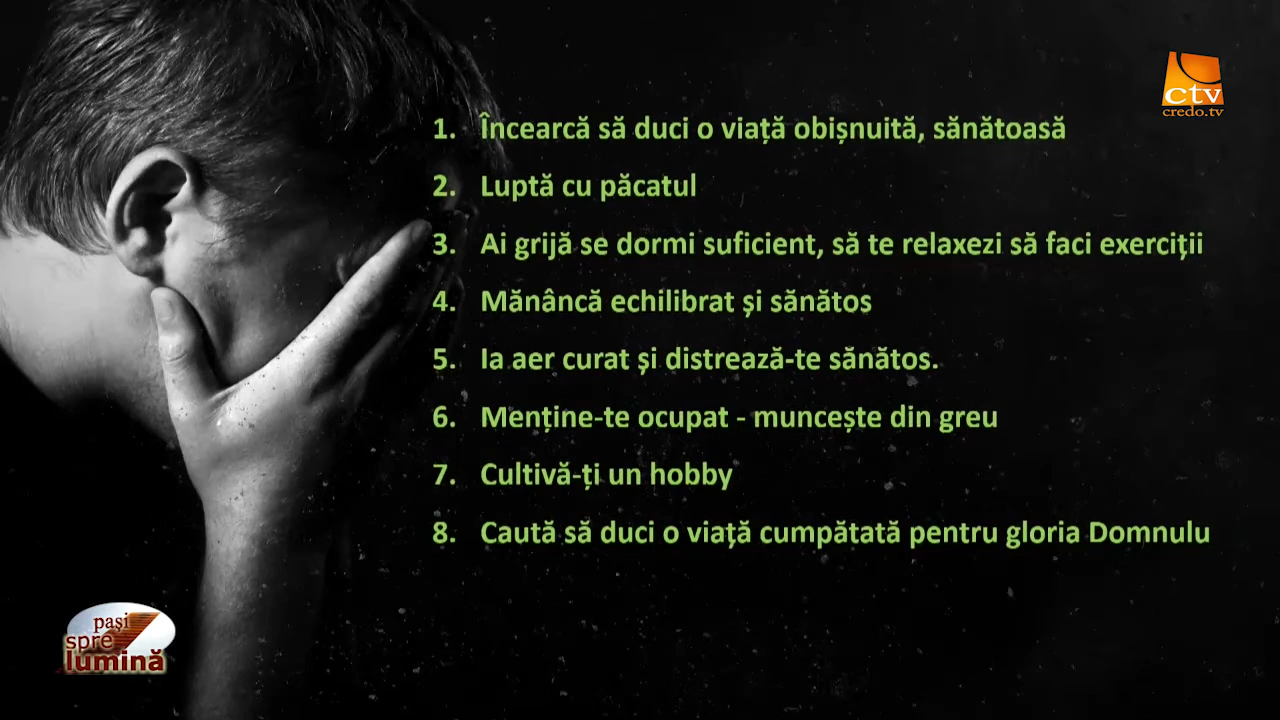 ctv
credo.tv
1. Încearcă să duci o viață obișnuită, sănătoasă
2. Luptă cu păcatul
3. Ai grijă se dormi suficient, să te relaxezi să faci exerciții
4. Mănâncă echilibrat și sănătos
5. Ia aer curat și distrează-te sănătos.
6. Menține-te ocupat - muncește din greu
7. Cultivă-ți un hobby
8. Caută să duci o viață cumpătată pentru gloria Domnulu
pași
spre
lumină